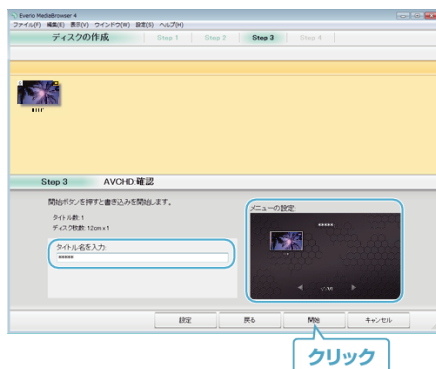 Everio MediaBrowser 4
ファイル(F) 編集(E) 表示(V) ウインドウ(W) 設定(S) ヘルプ(H)
ディスクの作成 Step 1 Step 2 Step 3 Step 4
Step 3 AVCHD:確認
開始ボタンを押すと書き込みを開始します。
タイトル数:1
ディスク枚数:12cm×1
タイトル名を入力:
*****
メニューの設定:
*****
設定 戻る 開始 キャンセル
クリック